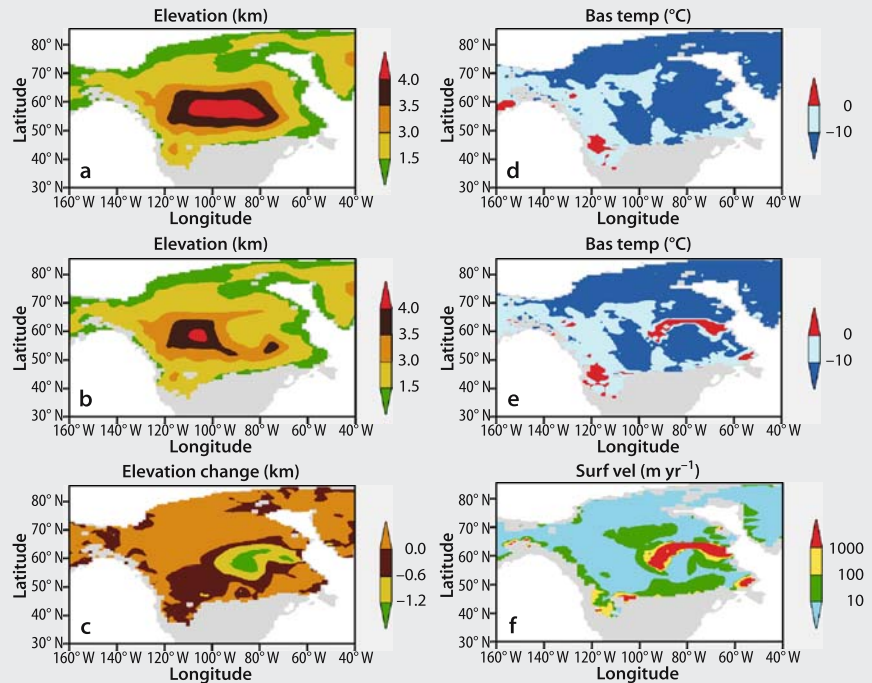 Elevation (km)
80° N
70° N
60° N
50° N
40° N
30° N
Latitude
a
160° W 140° W 120° W 100° W 80° W 60° W 40° W
Longitude
4.0
3.5
3.0
1.5
Bas temp (°C)
80° N
70° N
60° N
50° N
40° N
30° N
Latitude
d
160° W 140° W 120° W 100° W 80° W 60° W 40° W
Longitude
0
−10
Elevation (km)
80° N
70° N
60° N
50° N
40° N
30° N
Latitude
b
160° W 140° W 120° W 100° W 80° W 60° W 40° W
Longitude
4.0
3.5
3.0
1.5
Bas temp (°C)
80° N
70° N
60° N
50° N
40° N
30° N
Latitude
e
160° W 140° W 120° W 100° W 80° W 60° W 40° W
Longitude
0
−10
Elevation change (km)
80° N
70° N
60° N
50° N
40° N
30° N
Latitude
c
160° W 140° W 120° W 100° W 80° W 60° W 40° W
Longitude
0.0
−0.6
−1.2
Surf vel (m yr⁻¹)
80° N
70° N
60° N
50° N
40° N
30° N
Latitude
f
160° W 140° W 120° W 100° W 80° W 60° W 40° W
Longitude
1000
100
10